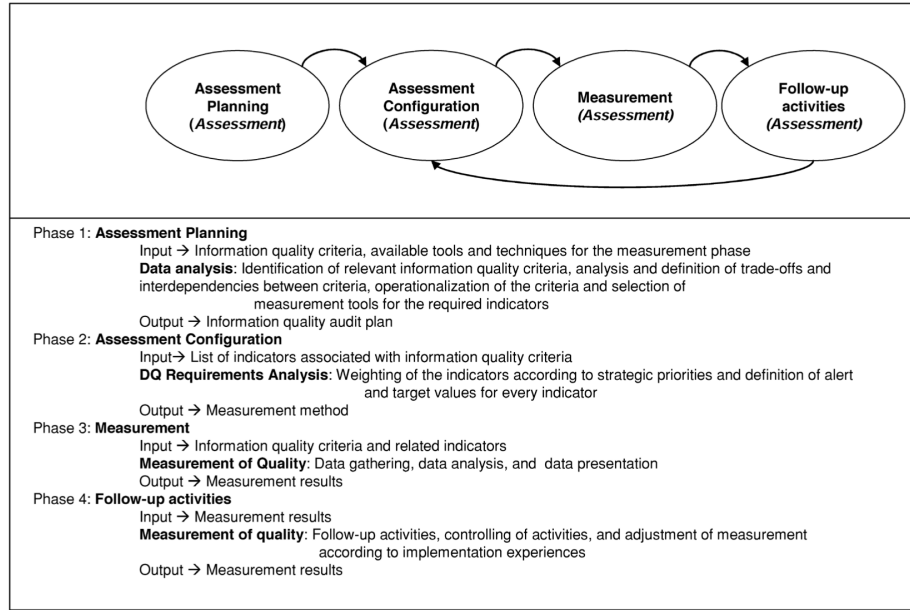 Assessment
Planning
(Assessment)
Assessment
Configuration
(Assessment)
Measurement
(Assessment)
Follow-up
activities
(Assessment)
Phase 1: Assessment Planning
Input → Information quality criteria, available tools and techniques for the measurement phase
Data analysis: Identification of relevant information quality criteria, analysis and definition of trade-offs and
interdependencies between criteria, operationalization of the criteria and selection of
measurement tools for the required indicators
Output → Information quality audit plan
Phase 2: Assessment Configuration
Input→ List of indicators associated with information quality criteria
DQ Requirements Analysis: Weighting of the indicators according to strategic priorities and definition of alert
and target values for every indicator
Output → Measurement method
Phase 3: Measurement
Input → Information quality criteria and related indicators
Measurement of Quality: Data gathering, data analysis, and data presentation
Output → Measurement results
Phase 4: Follow-up activities
Input → Measurement results
Measurement of quality: Follow-up activities, controlling of activities, and adjustment of measurement
according to implementation experiences
Output → Measurement results